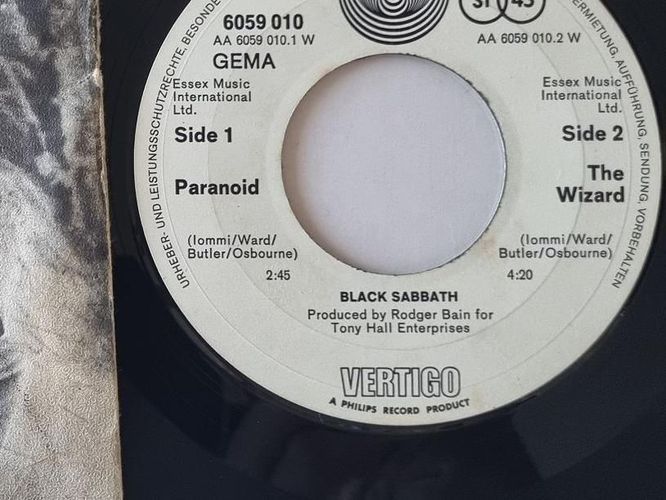 6059 010
AA 6059 010.1 W
GEMA
Essex Music
International
Ltd.
Side 1
Paranoid
(Iommi/Ward/
Butler/Osbourne)
2:45
ST 45
AA 6059 010.2 W
Essex Music
International
Ltd.
Side 2
The
Wizard
(Iommi/Ward/
Butler/Osbourne)
4:20
BLACK SABBATH
Produced by Rodger Bain for
Tony Hall Enterprises
VERTIGO
A PHILIPS RECORD PRODUCT
URHEBER- UND LEISTUNGSSCHUTZRECHTE, BESONDE
VERMIETUNG, AUFFÜHRUNG, SENDUNG, VORBEHALTEN